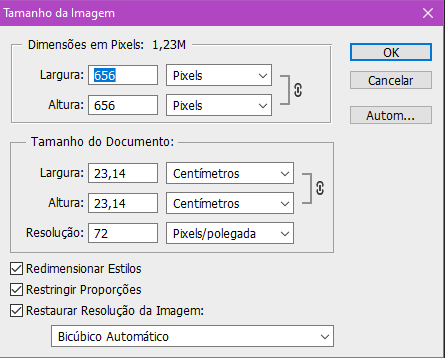 Tamanho da Imagem
Dimensões em Pixels: 1,23M
OK
Largura: 656 Pixels
Cancelar
Altura: 656 Pixels
Autom...
Tamanho do Documento:
Largura: 23,14 Centímetros
Altura: 23,14 Centímetros
Resolução: 72 Pixels/polegada
Redimensionar Estilos
Restringir Proporções
Restaurar Resolução da Imagem:
Bicúbico Automático